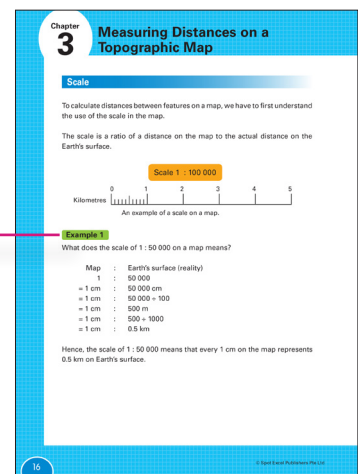 Chapter
3
Measuring Distances on a
Topographic Map
Scale
To calculate distances between features on a map, we have to first understand
the use of the scale in the map.
The scale is a ratio of a distance on the map to the actual distance on the
Earth's surface.
Scale 1 : 100 000
0 1 2 3 4 5
Kilometres
An example of a scale on a map.
Example 1
What does the scale of 1 : 50 000 on a map means?
Map : Earth's surface (reality)
1 : 50 000
= 1 cm : 50 000 cm
= 1 cm : 50 000 ÷ 100
= 1 cm : 500 m
= 1 cm : 500 ÷ 1000
= 1 cm : 0.5 km
Hence, the scale of 1 : 50 000 means that every 1 cm on the map represents
0.5 km on Earth's surface.
16